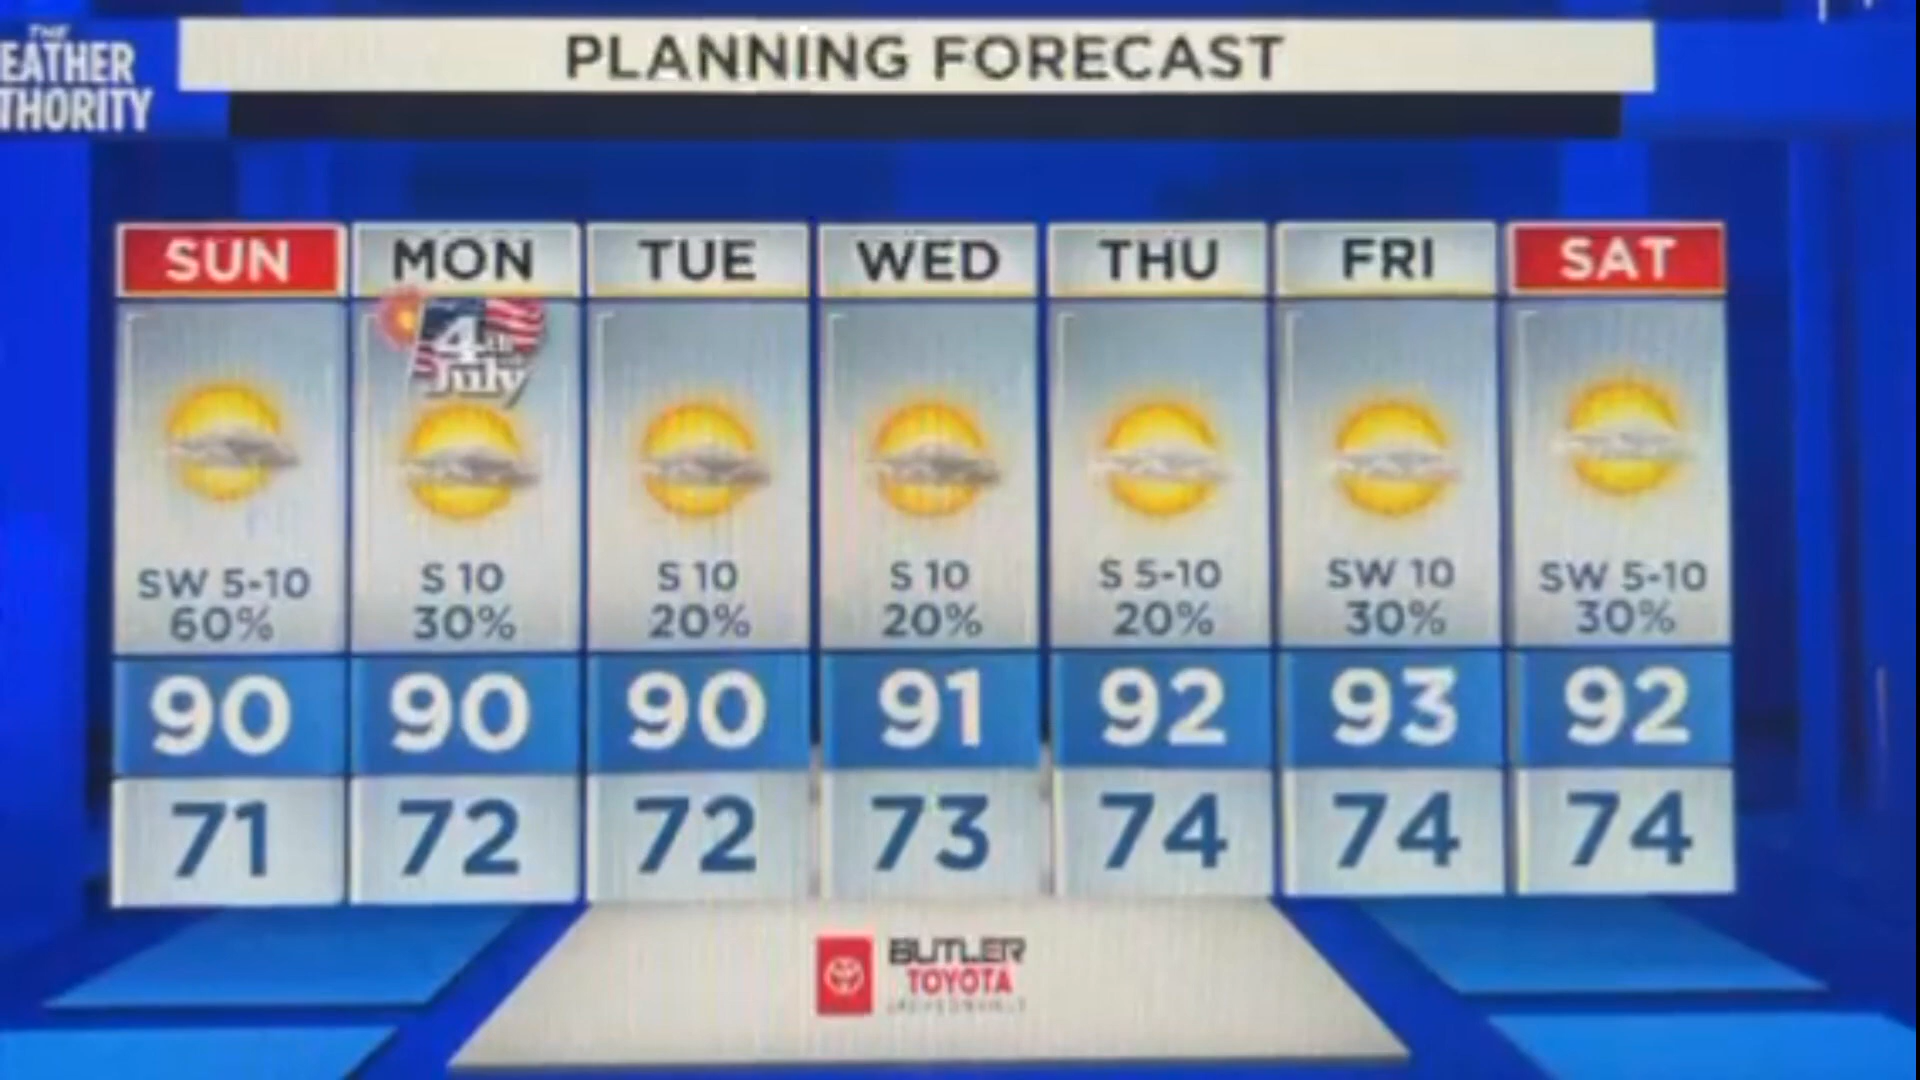 THE
EATHER
THORITY
PLANNING FORECAST
SUN MON TUE WED THU FRI SAT
4th
July
SW 5-10 S 10 S 10 S 10 S 5-10 SW 10 SW 5-10
60% 30% 20% 20% 20% 30% 30%
90 90 90 91 92 93 92
71 72 72 73 74 74 74
BUTLER
TOYOTA
JACKSONVILLE